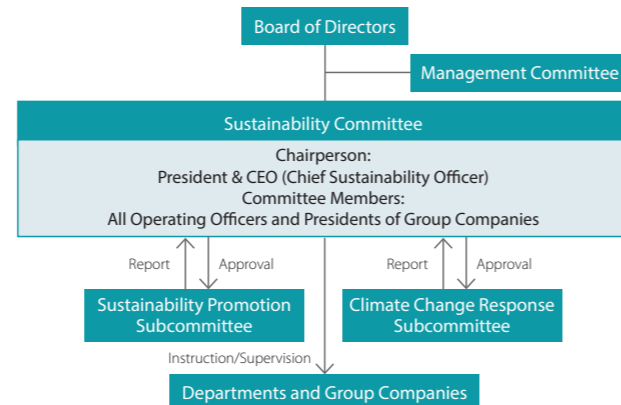 Board of Directors
Management Committee
Sustainability Committee
Chairperson:
President & CEO (Chief Sustainability Officer)
Committee Members:
All Operating Officers and Presidents of Group Companies
Report
Approval
Report
Approval
Sustainability Promotion
Subcommittee
Climate Change Response
Subcommittee
Instruction/Supervision
Departments and Group Companies